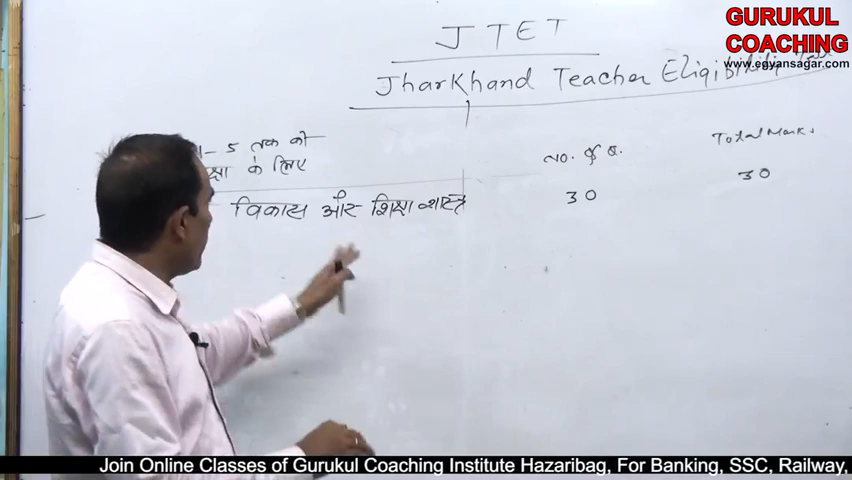 GURUKUL
COACHING
www.egyansagar.com
JTET
Jharkhand Teacher Eligibility
1-5 तक की
के लिए
No. of Q.
Total Marks
विकास और शिक्षा शास्त्र
30
30
Join Online Classes of Gurukul Coaching Institute Hazaribag, For Banking, SSC, Railway,